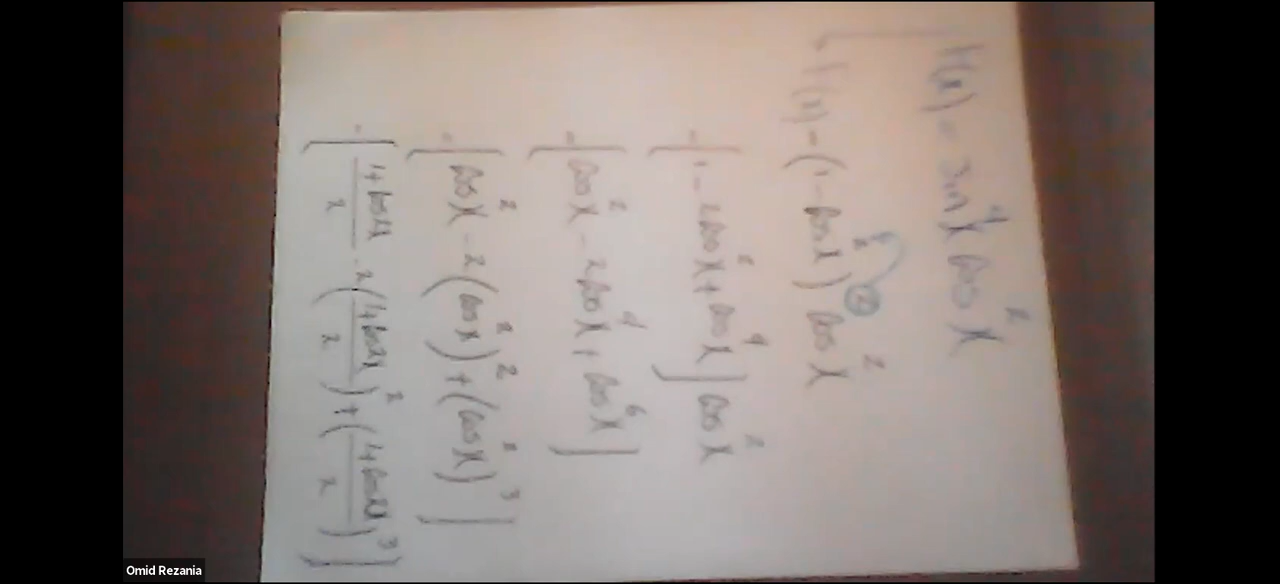 f(x) = sin⁴x cos²x
f(x) = (1 - cos²x)² cos²x
= [1 - 2cos²x + cos⁴x] cos²x
= [cos²x - 2cos⁴x + cos⁶x]
= [cos²x - 2(cos²x)² + (cos²x)³]
= [(1+cos2x)/2 - 2((1+cos2x)/2)² + ((1+cos2x)/2)³]
Omid Rezania